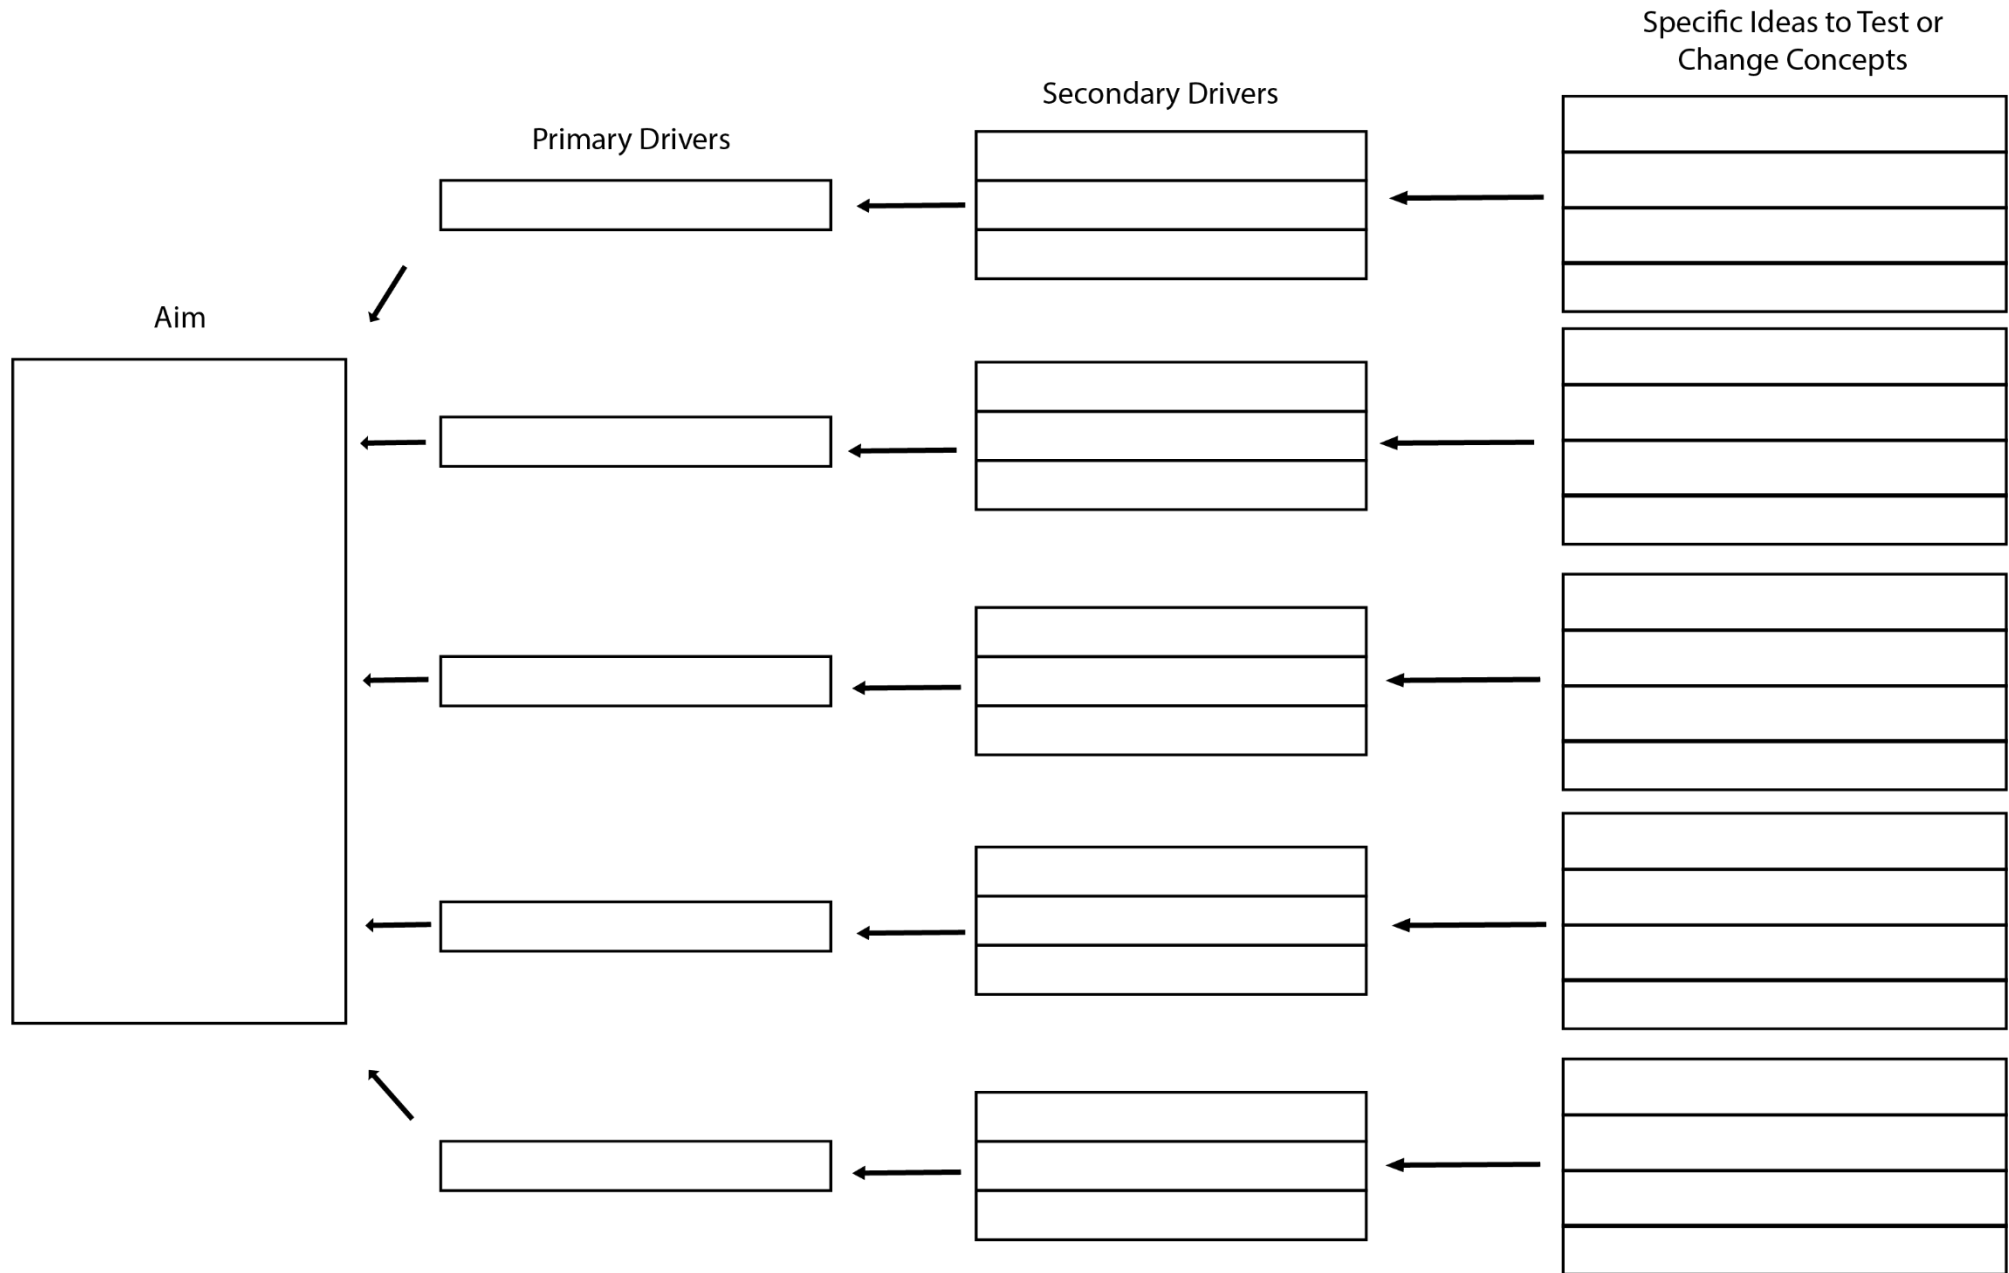 Specific Ideas to Test or
Change Concepts
Secondary Drivers
Primary Drivers
Aim